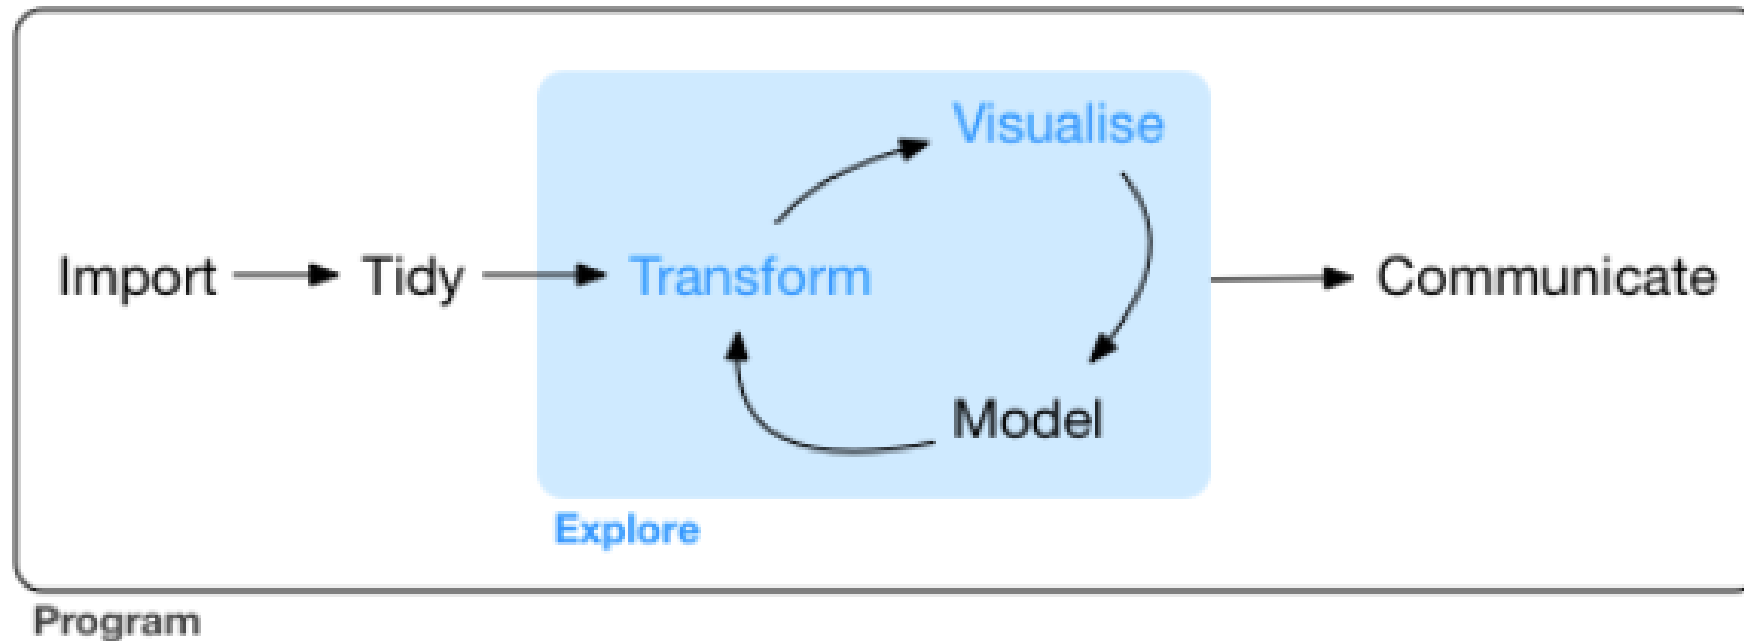 Visualise
Import Tidy Transform Communicate
Model
Explore
Program